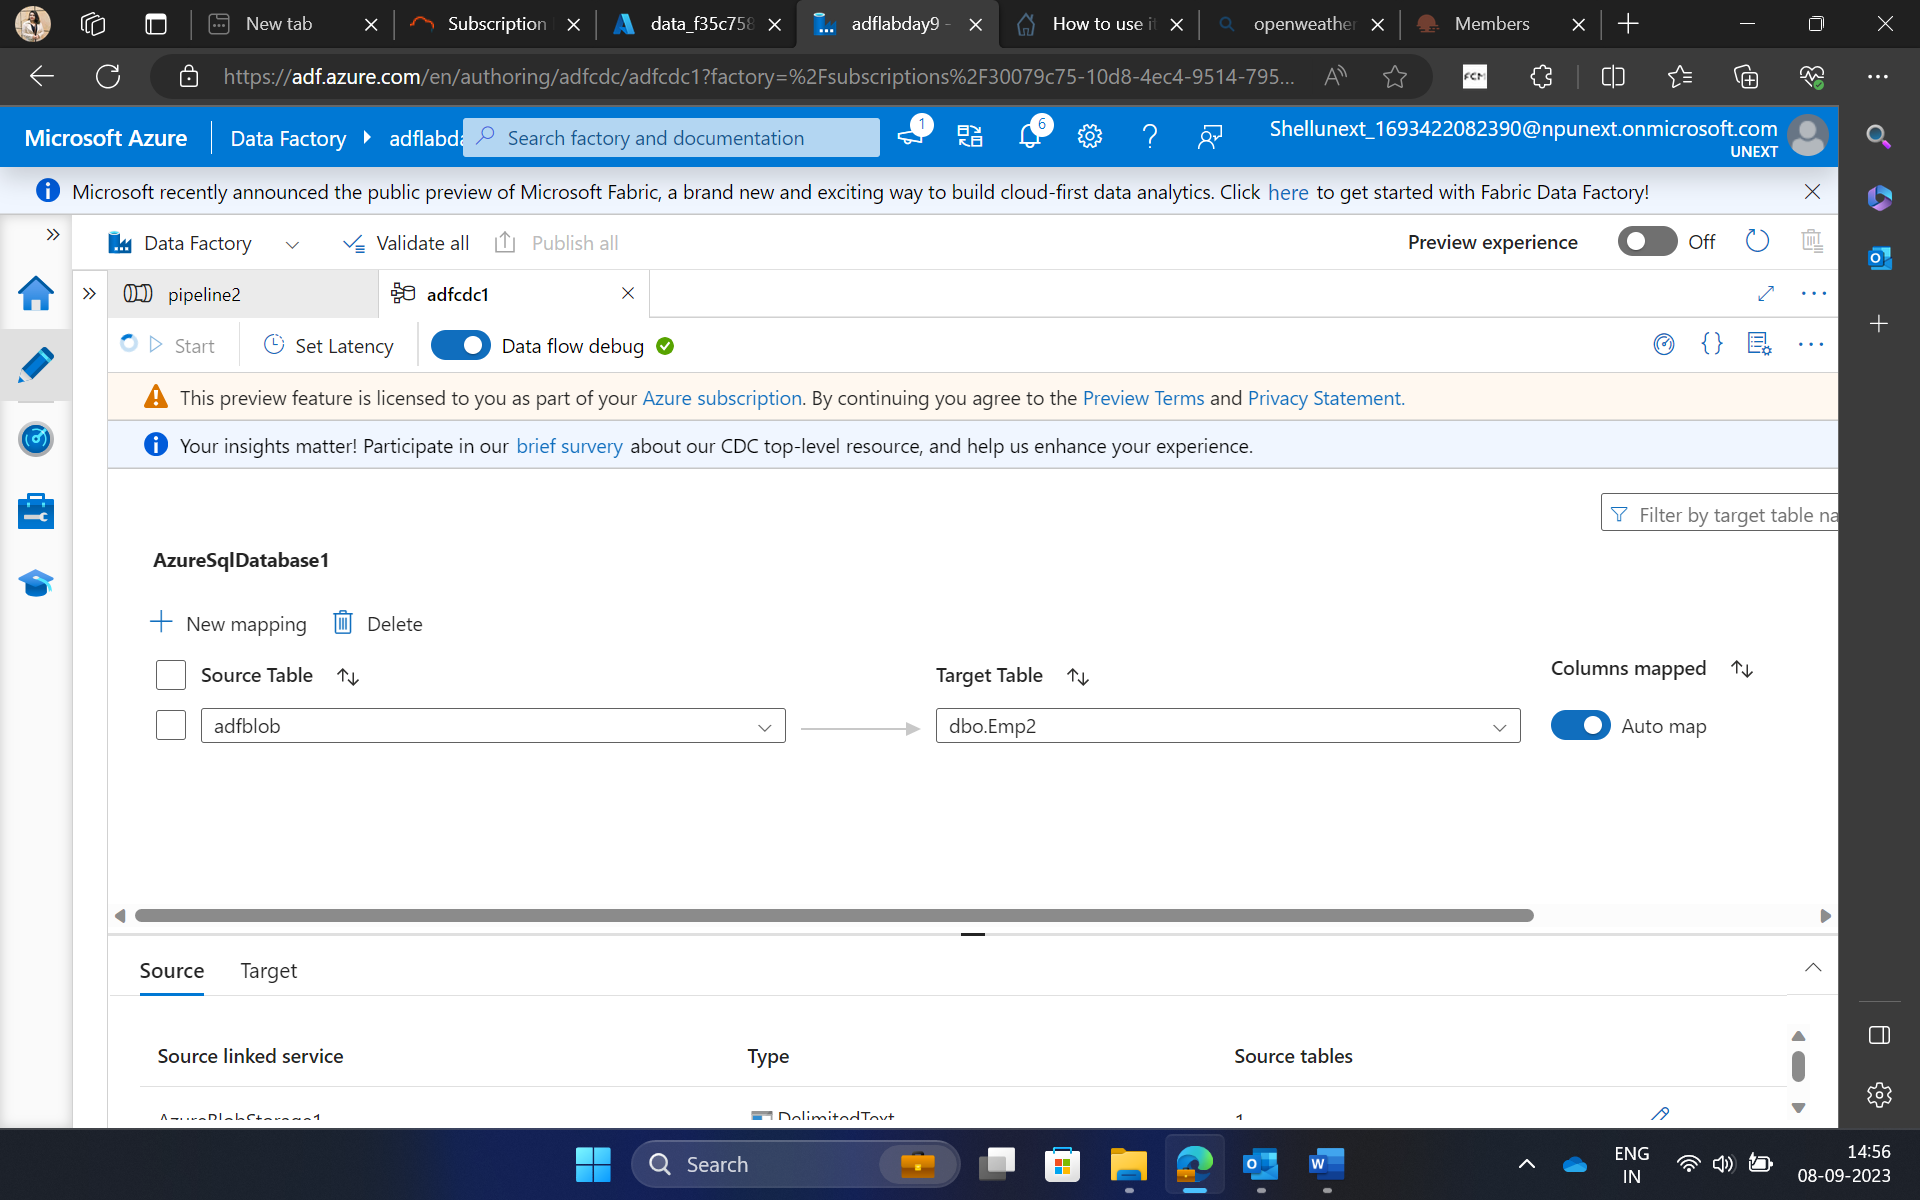 New tab
Subscription
data_f35c758
adflabday9 -
How to use it
openweather
Members
https://adf.azure.com/en/authoring/adfcdc/adfcdc1?factory=%2Fsubscriptions%2F30079c75-10d8-4ec4-9514-795...
FCM
Microsoft Azure
Data Factory
adflabda
Search factory and documentation
1
6
Shellunext_1693422082390@npunext.onmicrosoft.com
UNEXT
Microsoft recently announced the public preview of Microsoft Fabric, a brand new and exciting way to build cloud-first data analytics. Click here to get started with Fabric Data Factory!
Data Factory
Validate all
Publish all
Preview experience
Off
pipeline2
adfcdc1
Start
Set Latency
Data flow debug
This preview feature is licensed to you as part of your Azure subscription. By continuing you agree to the Preview Terms and Privacy Statement.
Your insights matter! Participate in our brief survery about our CDC top-level resource, and help us enhance your experience.
Filter by target table na
AzureSqlDatabase1
New mapping
Delete
Source Table
Target Table
Columns mapped
adfblob
dbo.Emp2
Auto map
Source
Target
Source linked service
Type
Source tables
AzureBlobStorage1
DelimitedText
1
Search
ENG
IN
14:56
08-09-2023